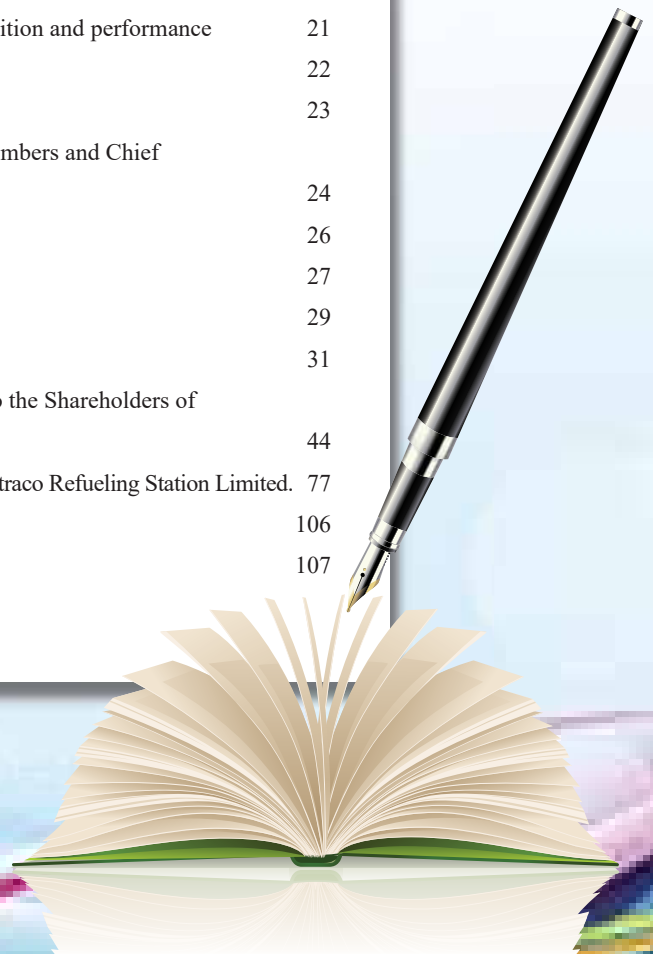 ition and performance 21
22
23
mbers and Chief
24
26
27
29
31
o the Shareholders of
44
traco Refueling Station Limited. 77
106
107